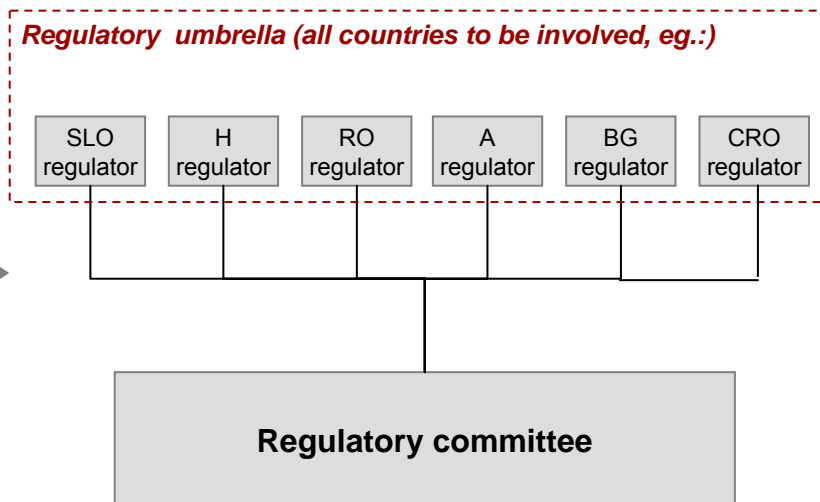 Regulatory umbrella (all countries to be involved, eg.:)
SLO
regulator
H
regulator
RO
regulator
A
regulator
BG
regulator
CRO
regulator
Regulatory committee